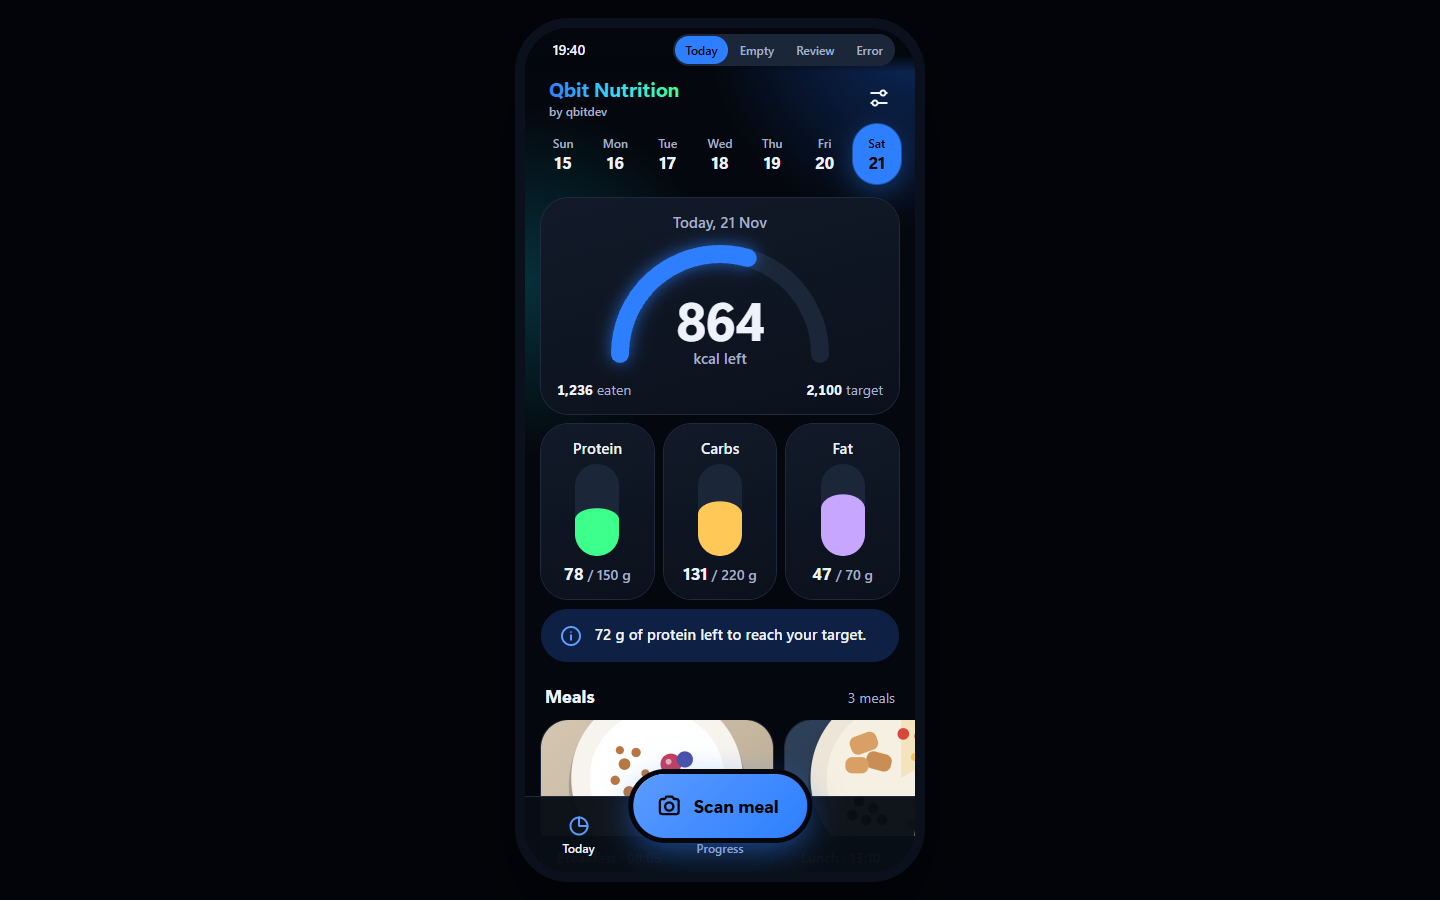 19:40
Today Empty Review Error
Qbit Nutrition
by qbitdev
Sun Mon Tue Wed Thu Fri Sat
15 16 17 18 19 20 21
Today, 21 Nov
864
kcal left
1,236 eaten 2,100 target
Protein Carbs Fat
78 / 150 g 131 / 220 g 47 / 70 g
72 g of protein left to reach your target.
Meals 3 meals
Scan meal
Today Progress